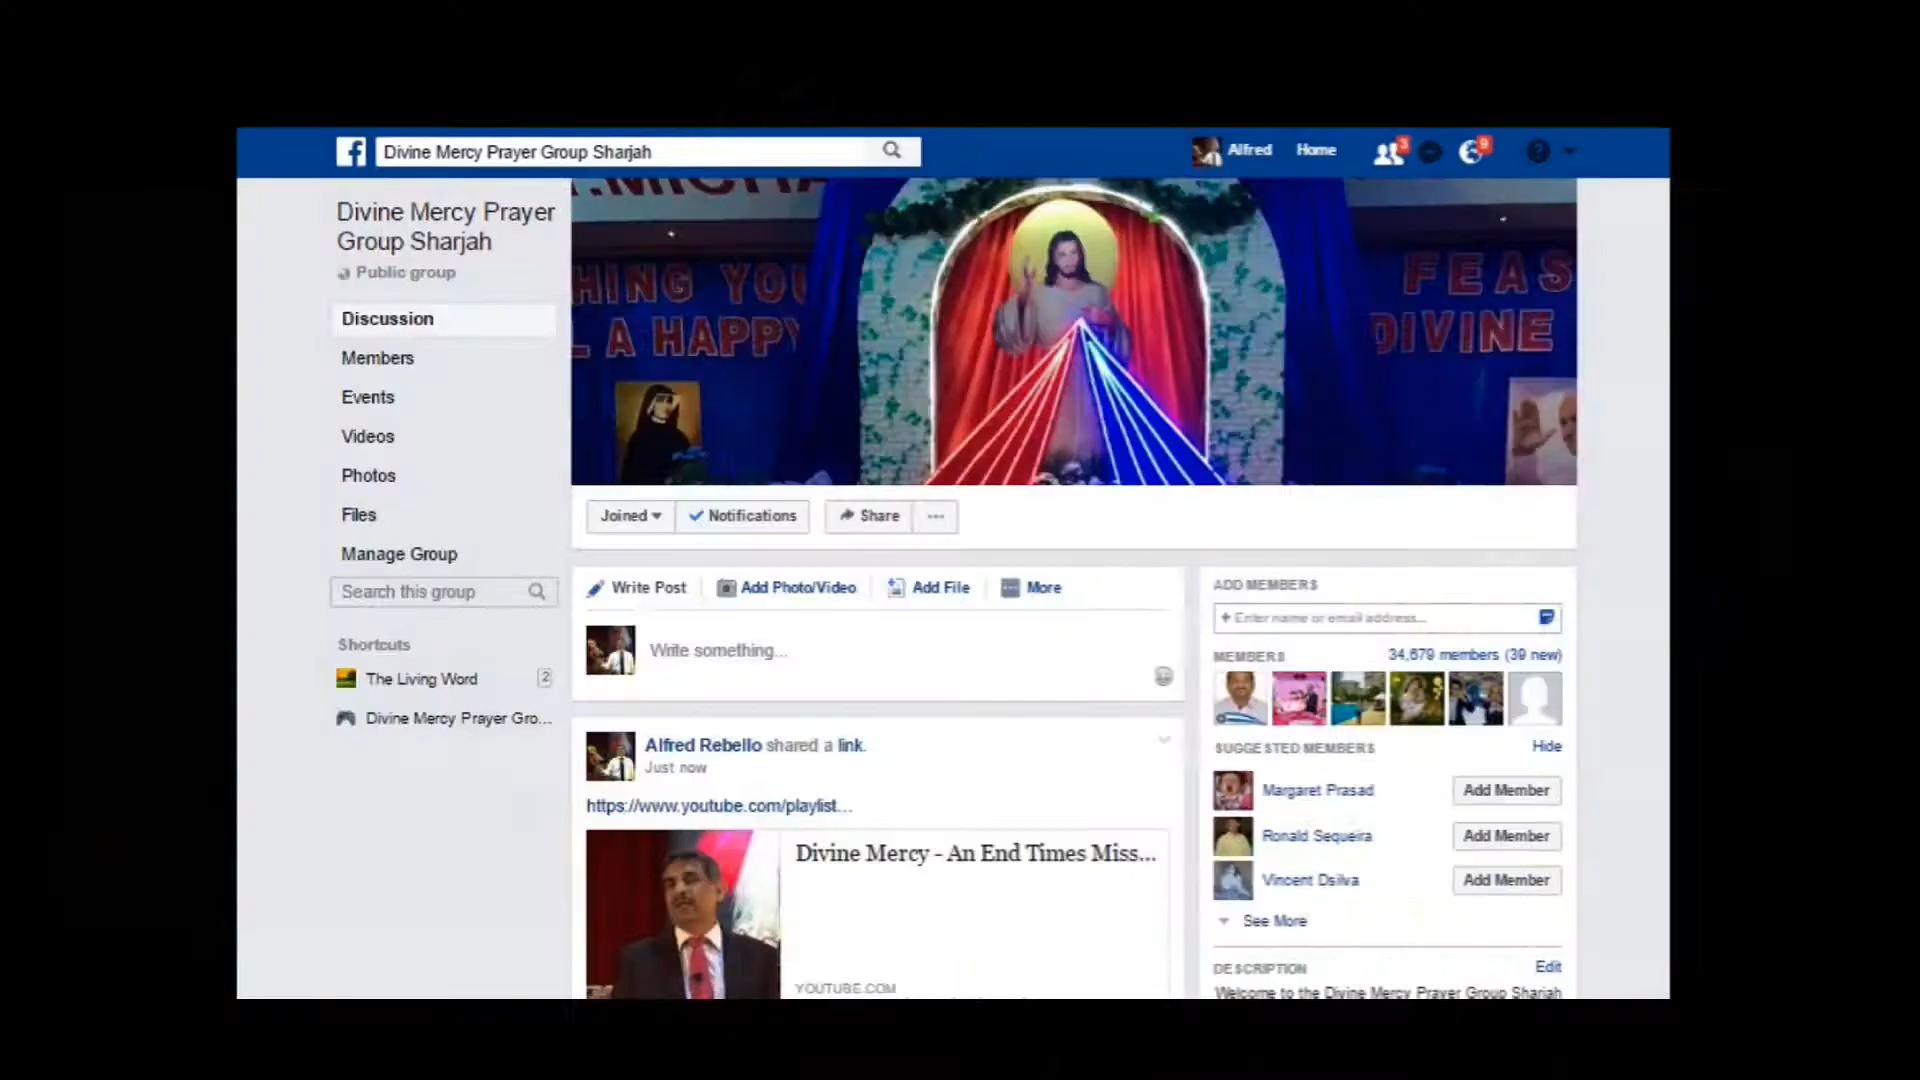 Divine Mercy Prayer Group Sharjah
Alfred
Home
3
9
?
Divine Mercy Prayer
Group Sharjah
Public group
Discussion
Members
Events
Videos
Photos
Files
Manage Group
Search this group
Shortcuts
The Living Word
2
Divine Mercy Prayer Gro...
HING YOU
L A HAPPY
FEAS
DIVINE
Joined
Notifications
Share
...
Write Post
Add Photo/Video
Add File
More
Write something...
Alfred Rebello shared a link.
Just now
https://www.youtube.com/playlist...
Divine Mercy - An End Times Miss...
YOUTUBE.COM
ADD MEMBERS
+ Enter name or email address...
MEMBERS
34,679 members (39 new)
SUGGESTED MEMBERS
Hide
Margaret Prasad
Add Member
Ronald Sequeira
Add Member
Vincent Dsilva
Add Member
See More
DESCRIPTION
Edit
Welcome to the Divine Mercy Prayer Group Sharjah